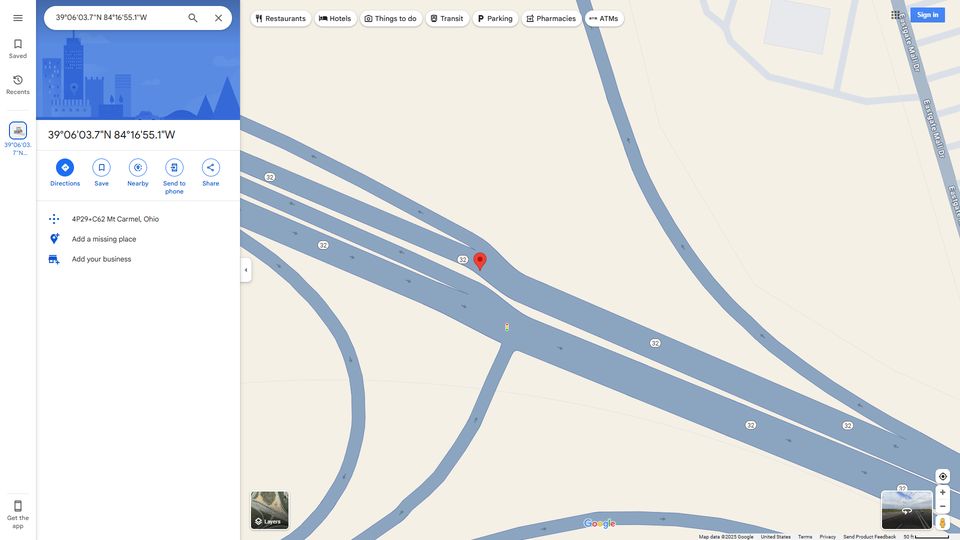 39°06'03.7"N 84°16'55.1"W
Restaurants
Hotels
Things to do
Transit
Parking
Pharmacies
ATMs
Sign in
Saved
Recents
39°06'03.
7"N...
39°06'03.7"N 84°16'55.1"W
Directions
Save
Nearby
Send to
phone
Share
4P29+C62 Mt Carmel, Ohio
Add a missing place
Add your business
Get the
app
Eastgate Mall Dr
Eastgate Mall Dr
Eastgate
32
32
32
32
32
32
32
Layers
Google
Map data ©2025 Google
United States
Terms
Privacy
Send Product Feedback
50 ft